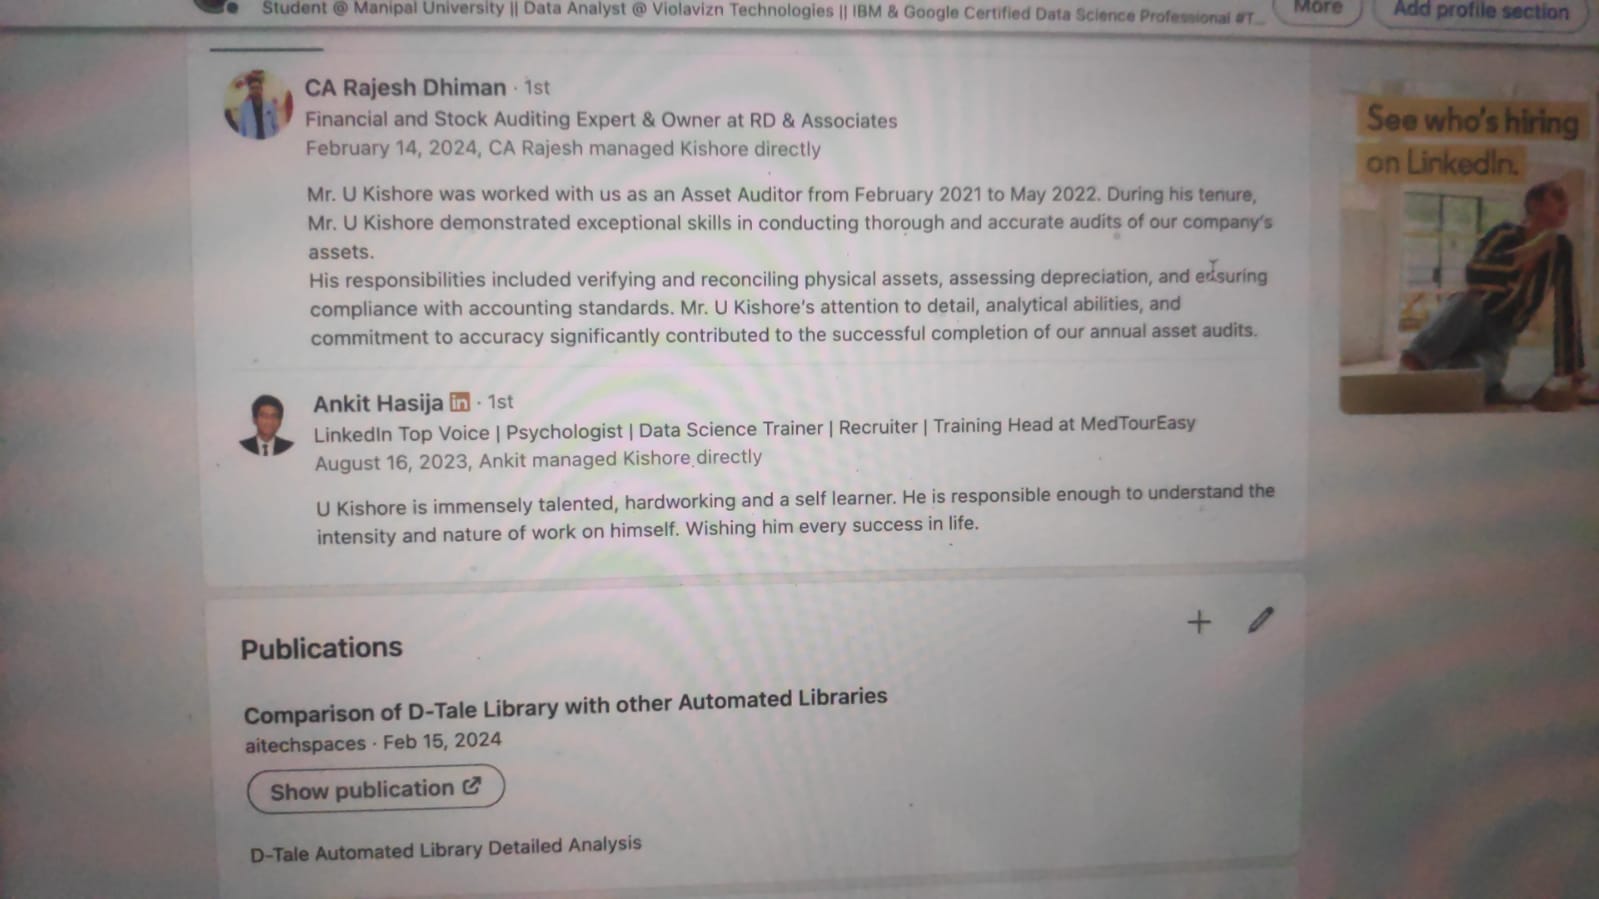 Student @ Manipal University || Data Analyst @ Violavizn Technologies || IBM & Google Certified Data Science Professional #T...
More
Add profile section
CA Rajesh Dhiman · 1st
Financial and Stock Auditing Expert & Owner at RD & Associates
February 14, 2024, CA Rajesh managed Kishore directly
Mr. U Kishore was worked with us as an Asset Auditor from February 2021 to May 2022. During his tenure,
Mr. U Kishore demonstrated exceptional skills in conducting thorough and accurate audits of our company's
assets.
His responsibilities included verifying and reconciling physical assets, assessing depreciation, and ensuring
compliance with accounting standards. Mr. U Kishore's attention to detail, analytical abilities, and
commitment to accuracy significantly contributed to the successful completion of our annual asset audits.
See who's hiring
on LinkedIn.
Ankit Hasija in · 1st
LinkedIn Top Voice | Psychologist | Data Science Trainer | Recruiter | Training Head at MedTourEasy
August 16, 2023, Ankit managed Kishore directly
U Kishore is immensely talented, hardworking and a self learner. He is responsible enough to understand the
intensity and nature of work on himself. Wishing him every success in life.
Publications
Comparison of D-Tale Library with other Automated Libraries
aitechspaces · Feb 15, 2024
Show publication
D-Tale Automated Library Detailed Analysis